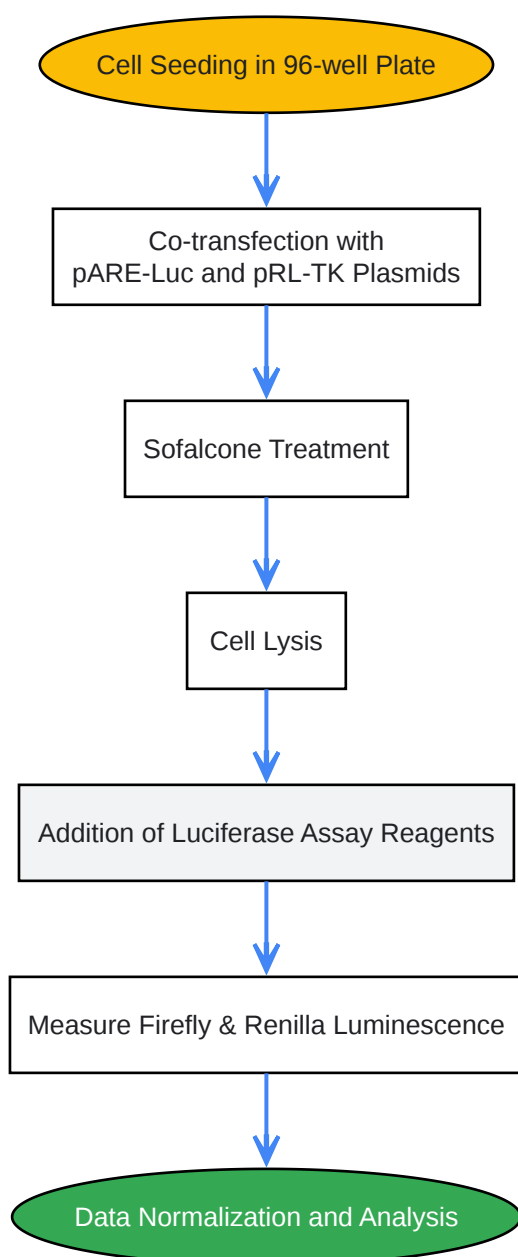 Cell Seeding in 96-well Plate
Co-transfection with
pARE-Luc and pRL-TK Plasmids
Sofalcone Treatment
Cell Lysis
Addition of Luciferase Assay Reagents
Measure Firefly & Renilla Luminescence
Data Normalization and Analysis